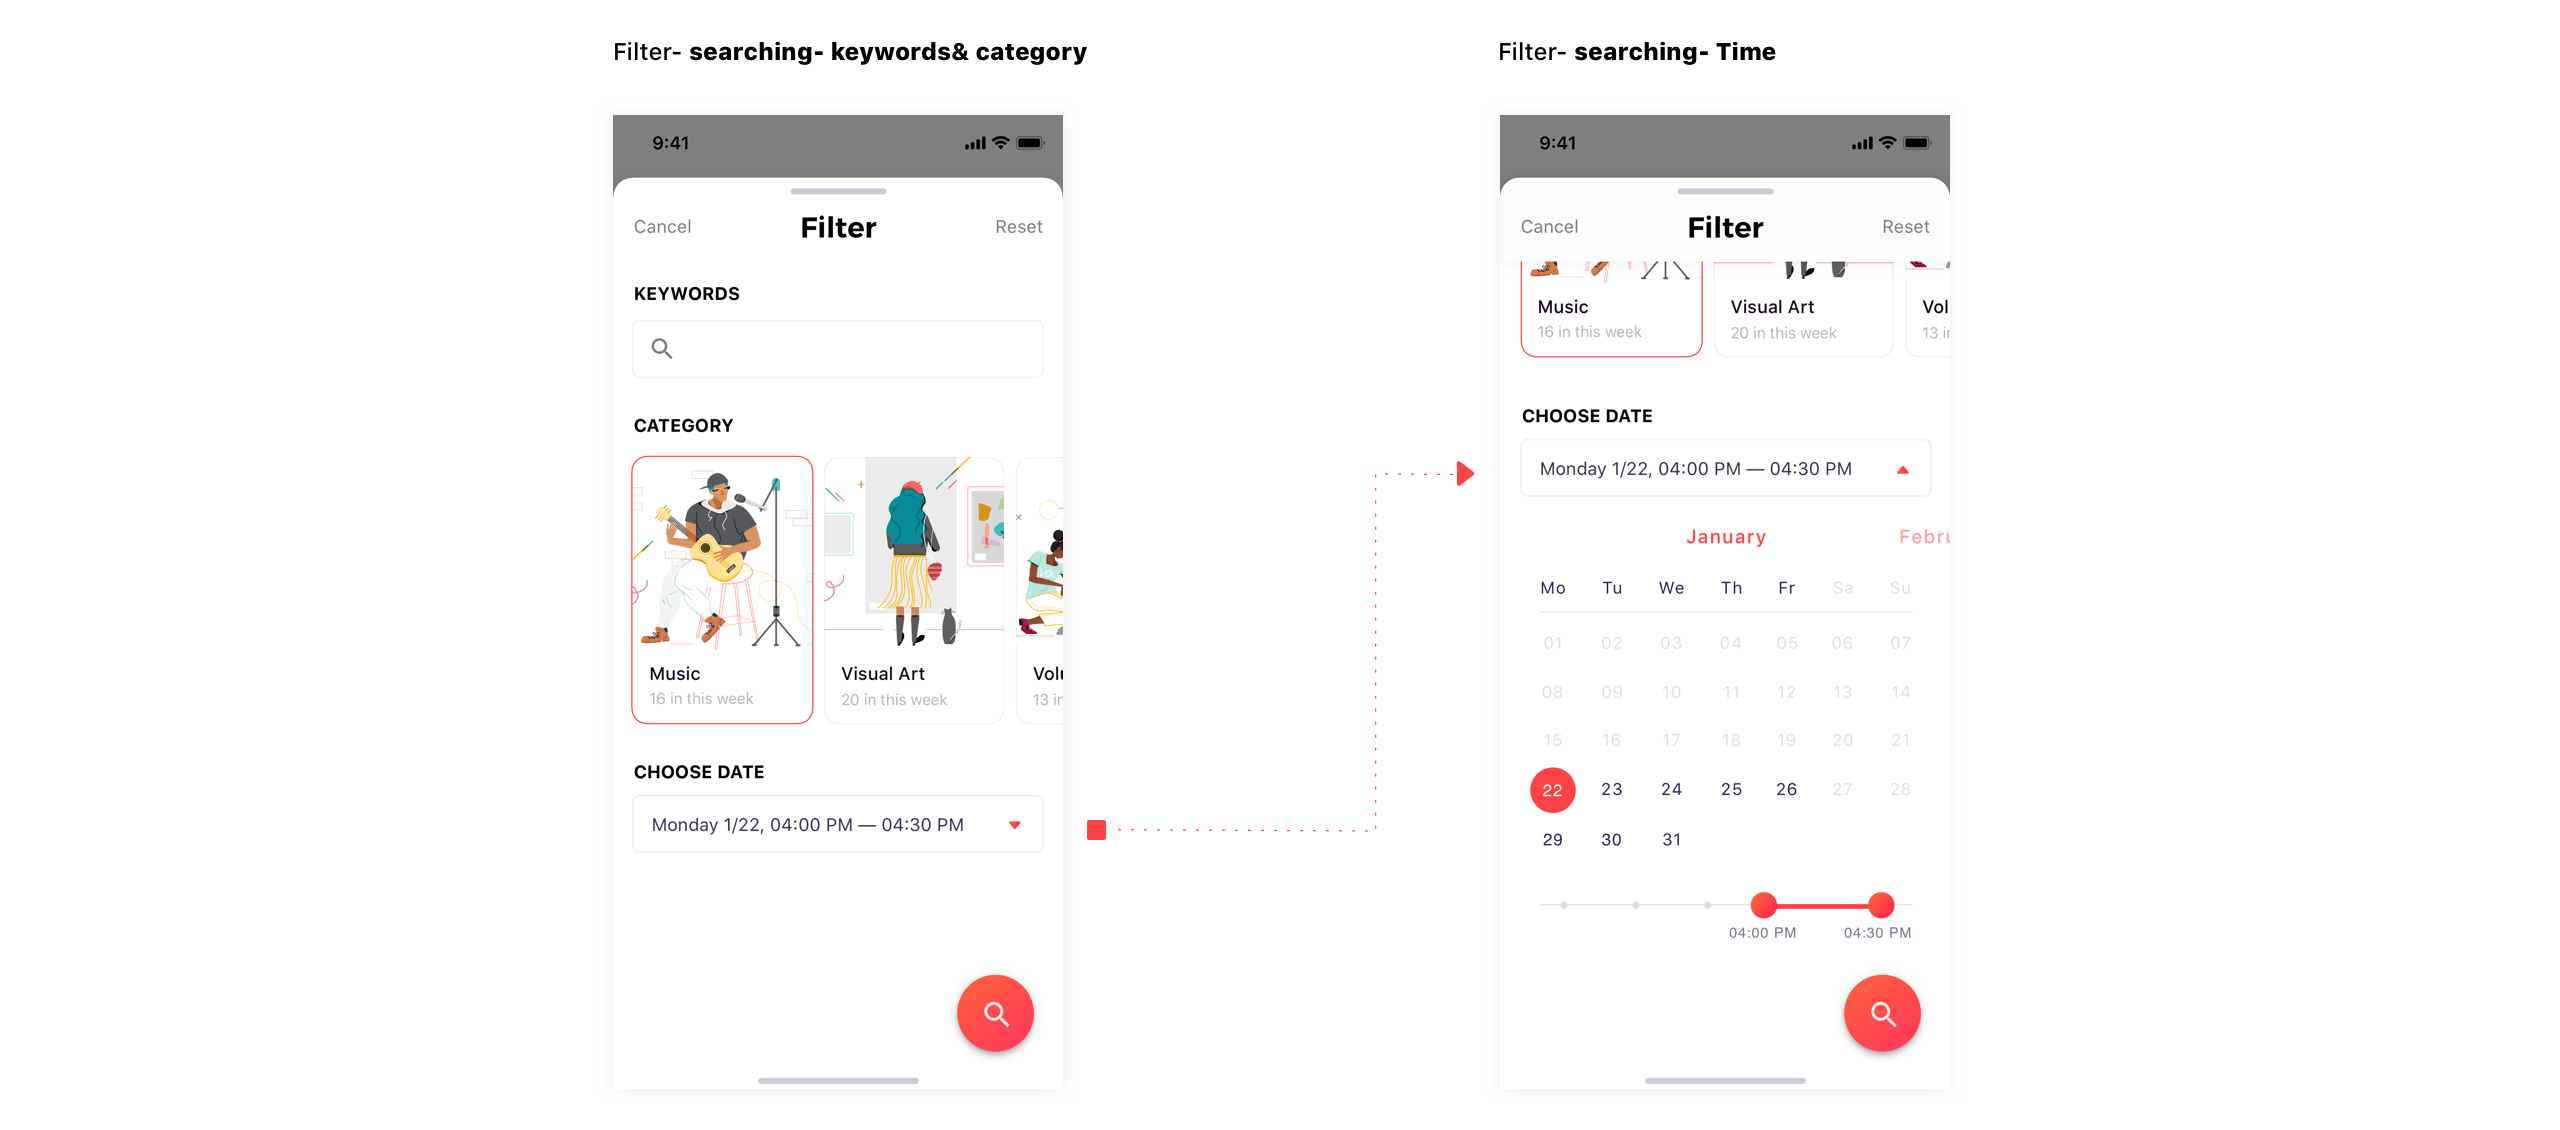 Filter- searching- keywords& category
9:41
Cancel Filter Reset
KEYWORDS
CATEGORY
Music
16 in this week
Visual Art
20 in this week
Volu
13 in
CHOOSE DATE
Monday 1/22, 04:00 PM — 04:30 PM
Filter- searching- Time
9:41
Cancel Filter Reset
Music
16 in this week
Visual Art
20 in this week
Vol
13 in
CHOOSE DATE
Monday 1/22, 04:00 PM — 04:30 PM
January Febru
Mo Tu We Th Fr Sa Su
01 02 03 04 05 06 07
08 09 10 11 12 13 14
15 16 17 18 19 20 21
22 23 24 25 26 27 28
29 30 31
04:00 PM 04:30 PM